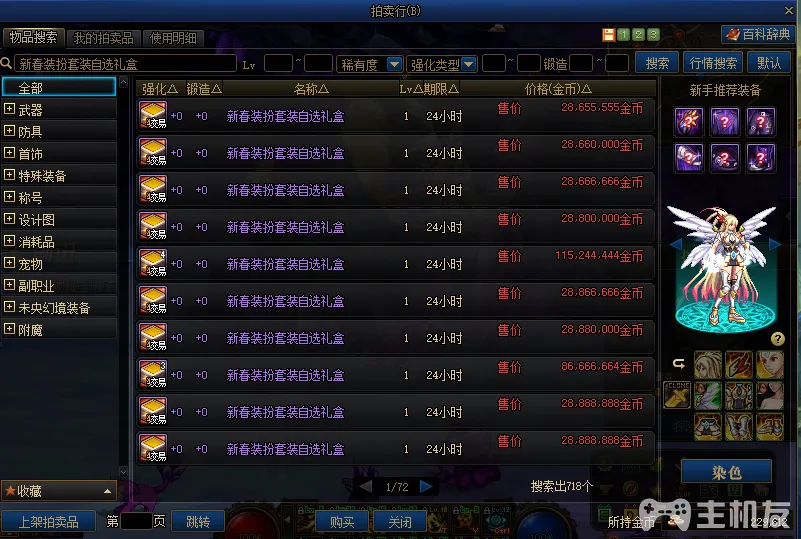 拍卖行(B)
物品搜索 我的拍卖品 使用明细 1 2 3 百科辞典
新春装扮套装自选礼盒 Lv ~ 稀有度 强化类型 ~ 锻造 ~ 搜索 行情搜索 默认
全部
武器
防具
首饰
特殊装备
称号
设计图
消耗品
宠物
副职业
未央幻境装备
附魔
收藏
强化△ 锻造△ 名称△ Lv△期限△ 价格(金币)△
+0 +0 新春装扮套装自选礼盒 1 24小时 售价 28,655,555金币
+0 +0 新春装扮套装自选礼盒 1 24小时 售价 28,660,000金币
+0 +0 新春装扮套装自选礼盒 1 24小时 售价 28,666,666金币
+0 +0 新春装扮套装自选礼盒 1 24小时 售价 28,800,000金币
4 +0 +0 新春装扮套装自选礼盒 1 24小时 售价 115,244,444金币
+0 +0 新春装扮套装自选礼盒 1 24小时 售价 28,866,666金币
+0 +0 新春装扮套装自选礼盒 1 24小时 售价 28,880,000金币
3 +0 +0 新春装扮套装自选礼盒 1 24小时 售价 86,666,664金币
+0 +0 新春装扮套装自选礼盒 1 24小时 售价 28,888,888金币
+0 +0 新春装扮套装自选礼盒 1 24小时 售价 28,888,888金币
1/72 搜索出718个
新手推荐装备
CLONE
染色
上架拍卖品 第 页 跳转 购买 关闭 所持金币
主机友